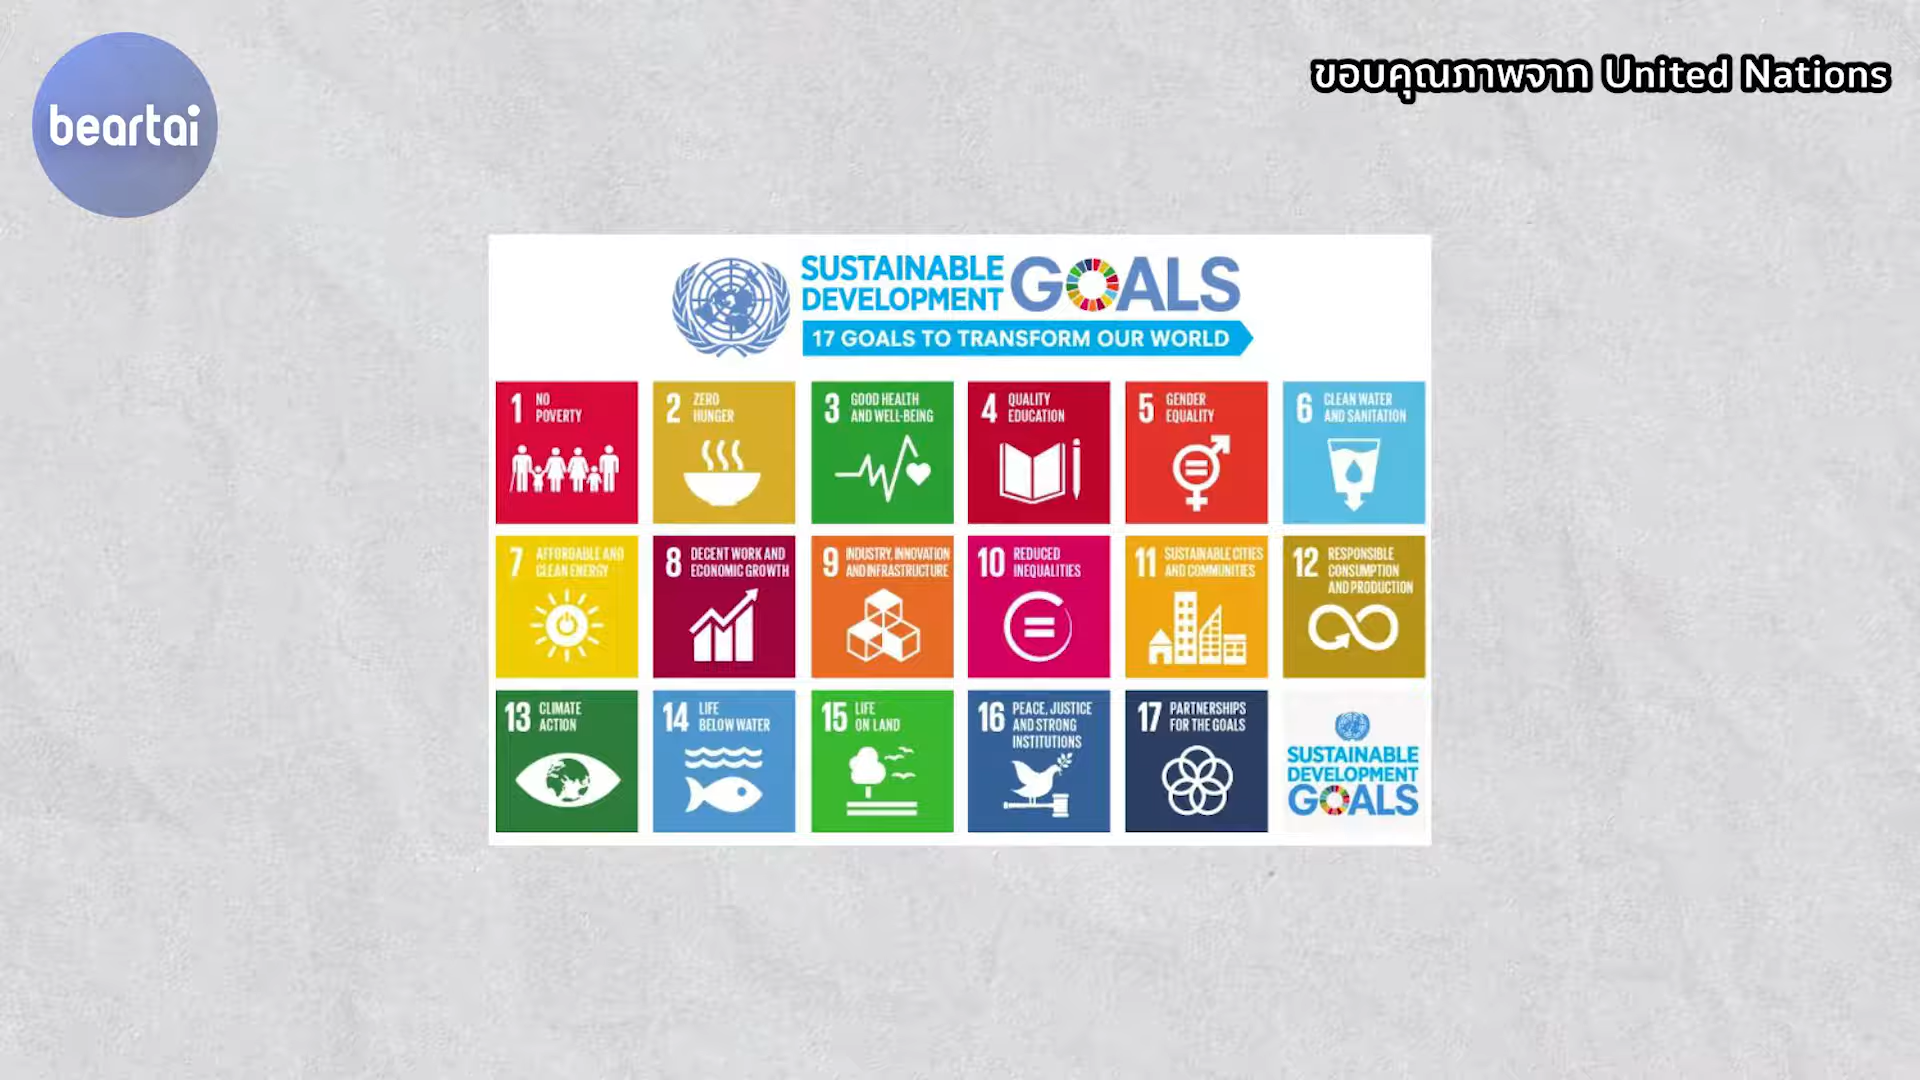 beartai
ขอบคุณภาพจาก United Nations
SUSTAINABLE
DEVELOPMENT
GOALS
17 GOALS TO TRANSFORM OUR WORLD
1 NO
POVERTY
2 ZERO
HUNGER
3 GOOD HEALTH
AND WELL-BEING
4 QUALITY
EDUCATION
5 GENDER
EQUALITY
6 CLEAN WATER
AND SANITATION
7 AFFORDABLE AND
CLEAN ENERGY
8 DECENT WORK AND
ECONOMIC GROWTH
9 INDUSTRY, INNOVATION
AND INFRASTRUCTURE
10 REDUCED
INEQUALITIES
11 SUSTAINABLE CITIES
AND COMMUNITIES
12 RESPONSIBLE
CONSUMPTION
AND PRODUCTION
13 CLIMATE
ACTION
14 LIFE
BELOW WATER
15 LIFE
ON LAND
16 PEACE, JUSTICE
AND STRONG
INSTITUTIONS
17 PARTNERSHIPS
FOR THE GOALS
SUSTAINABLE
DEVELOPMENT
GOALS